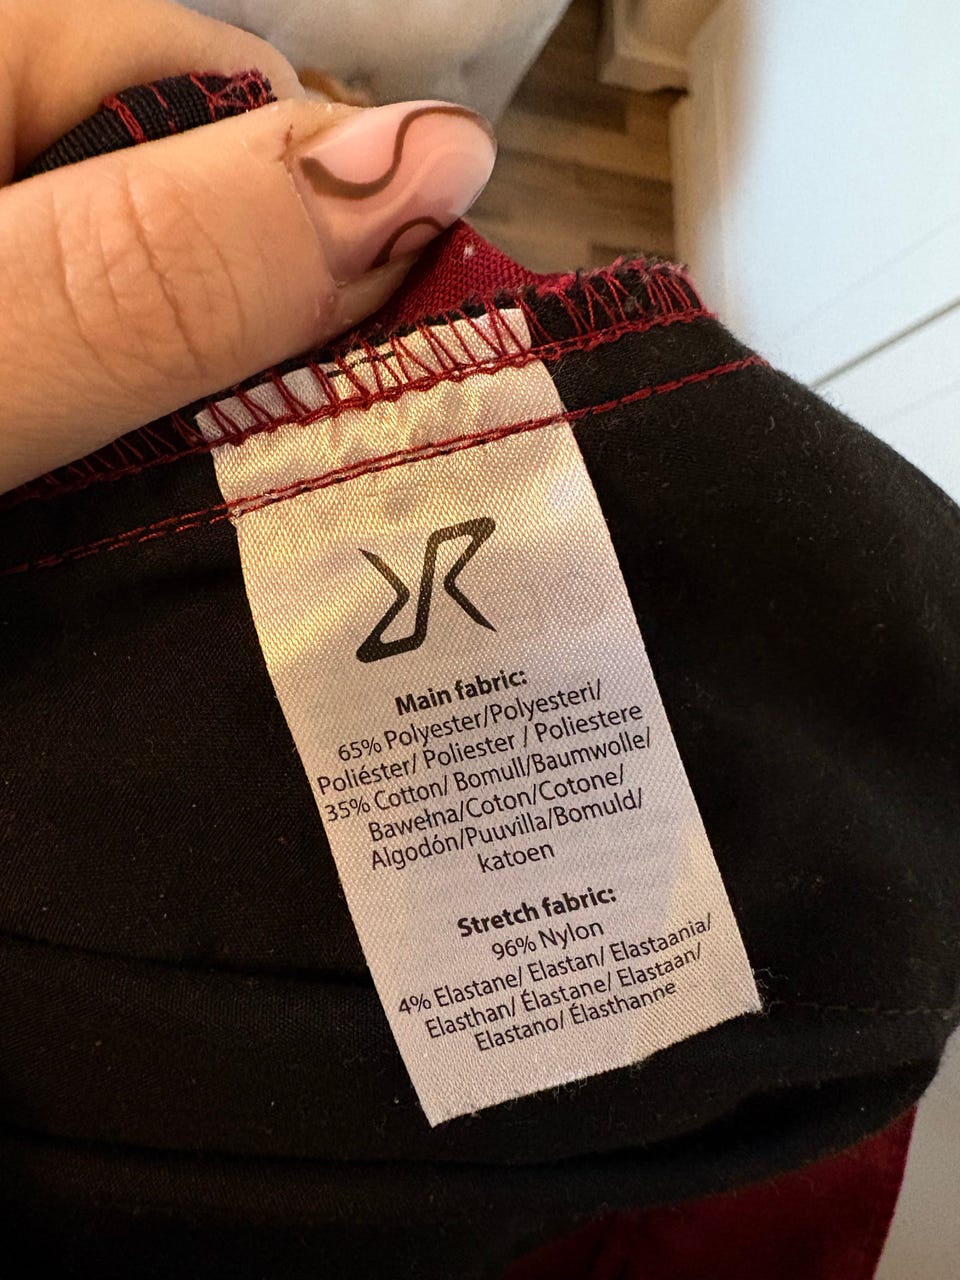 Main fabric:
65% Polyester/Polyesteri/
Poliéster/ Poliester / Poliestere
35% Cotton/ Bomull/Baumwolle/
Bawełna/Coton/Cotone/
Algodón/Puuvilla/Bomuld/
katoen
Stretch fabric:
96% Nylon
4% Elastane/ Elastan/ Elastaania/
Elasthan/ Élastane/ Elastaan/
Elastano/ Élasthanne